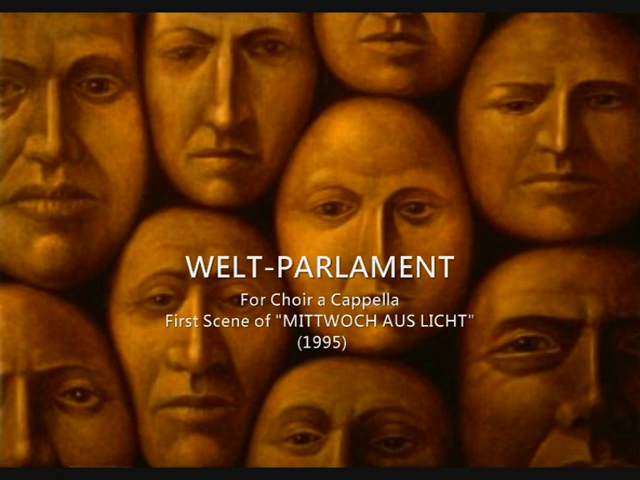 WELT-PARLAMENT
For Choir a Cappella
First Scene of "MITTWOCH AUS LICHT"
(1995)